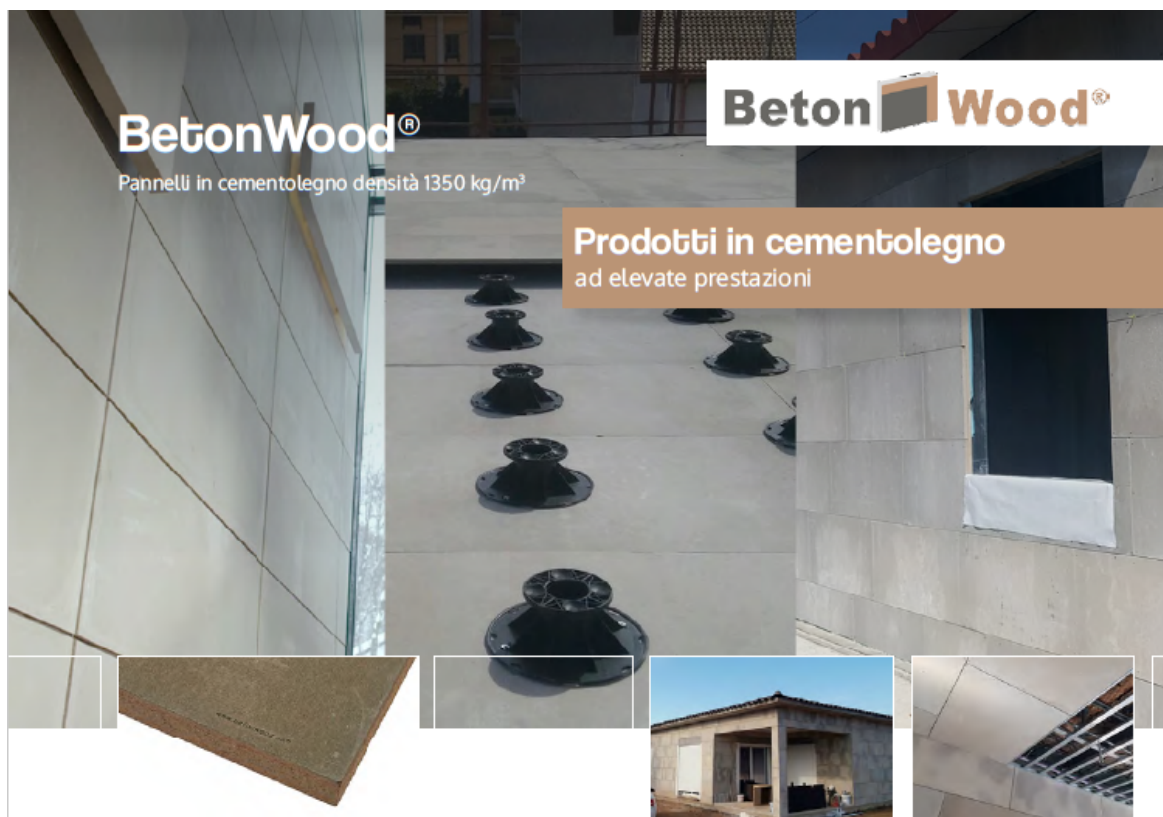 BetonWood®
Pannelli in cementolegno densità 1350 kg/m³
Beton Wood®
Prodotti in cementolegno
ad elevate prestazioni